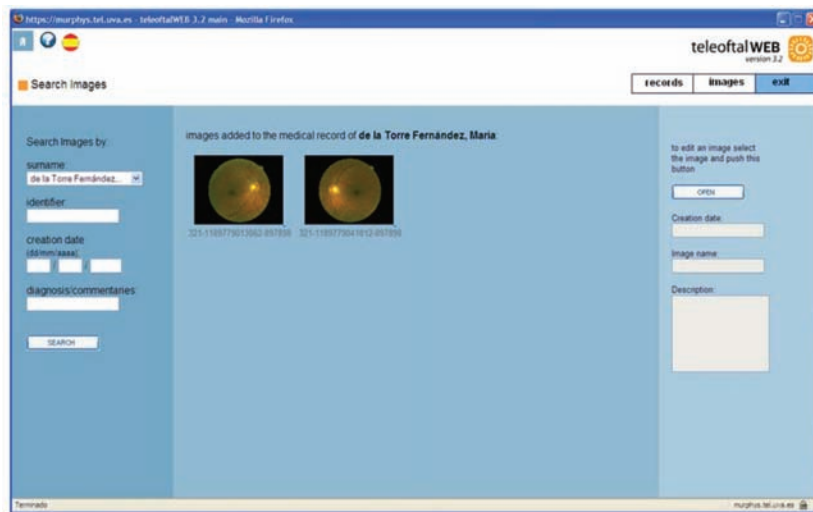 https://murphys.tel.uva.es - teleoftalWEB 3.2 main - Mozilla Firefox
teleoftalWEB
version 3.2
Search Images
records images exit
Search Images by:
surname:
de la Torre Fernández...
identifier:
creation date
(dd/mm/aaaa):
/ /
diagnosis/commentaries:
SEARCH
images added to the medical record of de la Torre Fernández, Maria:
to edit an image select
the image and push this
button
OPEN
Creation date:
Image name:
Description:
Terminado
murphys.tel.uva.es